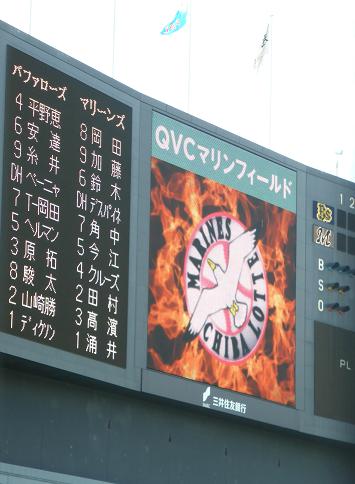 バファローズ
4 平野恵
6 安達
9 糸井
DH ペーニャ
7 T-岡田
5 ヘルマン
3 原拓
8 駿太
2 山崎勝
1 ディクソン
マリーンズ
8 岡田
9 加藤
6 鈴木
DH デスパイネ
7 角中
5 今江
4 クルーズ
2 田村
3 高濱
1 涌井
QVCマリンフィールド
MARINES
CHIBA LOTTE
三井住友銀行
1 2
Bs
M
B
S
O
PL